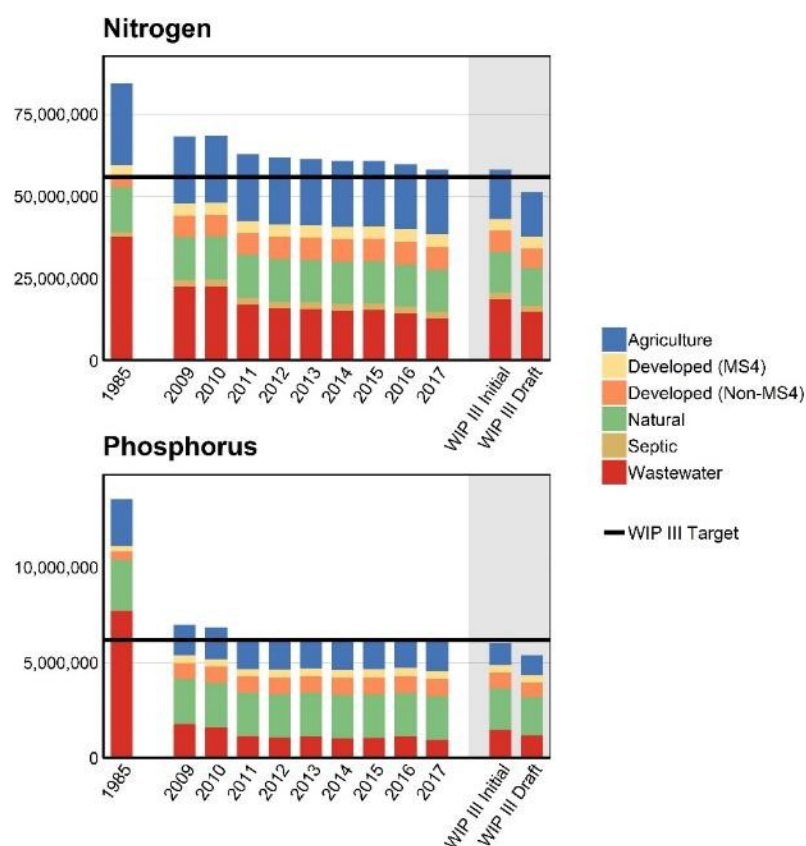 Nitrogen
75,000,000
50,000,000
25,000,000
0
1985
2009
2010
2011
2012
2013
2014
2015
2016
2017
WIP III Initial
WIP III Draft
Agriculture
Developed (MS4)
Developed (Non-MS4)
Natural
Septic
Wastewater
WIP III Target
Phosphorus
10,000,000
5,000,000
0
1985
2009
2010
2011
2012
2013
2014
2015
2016
2017
WIP III Initial
WIP III Draft